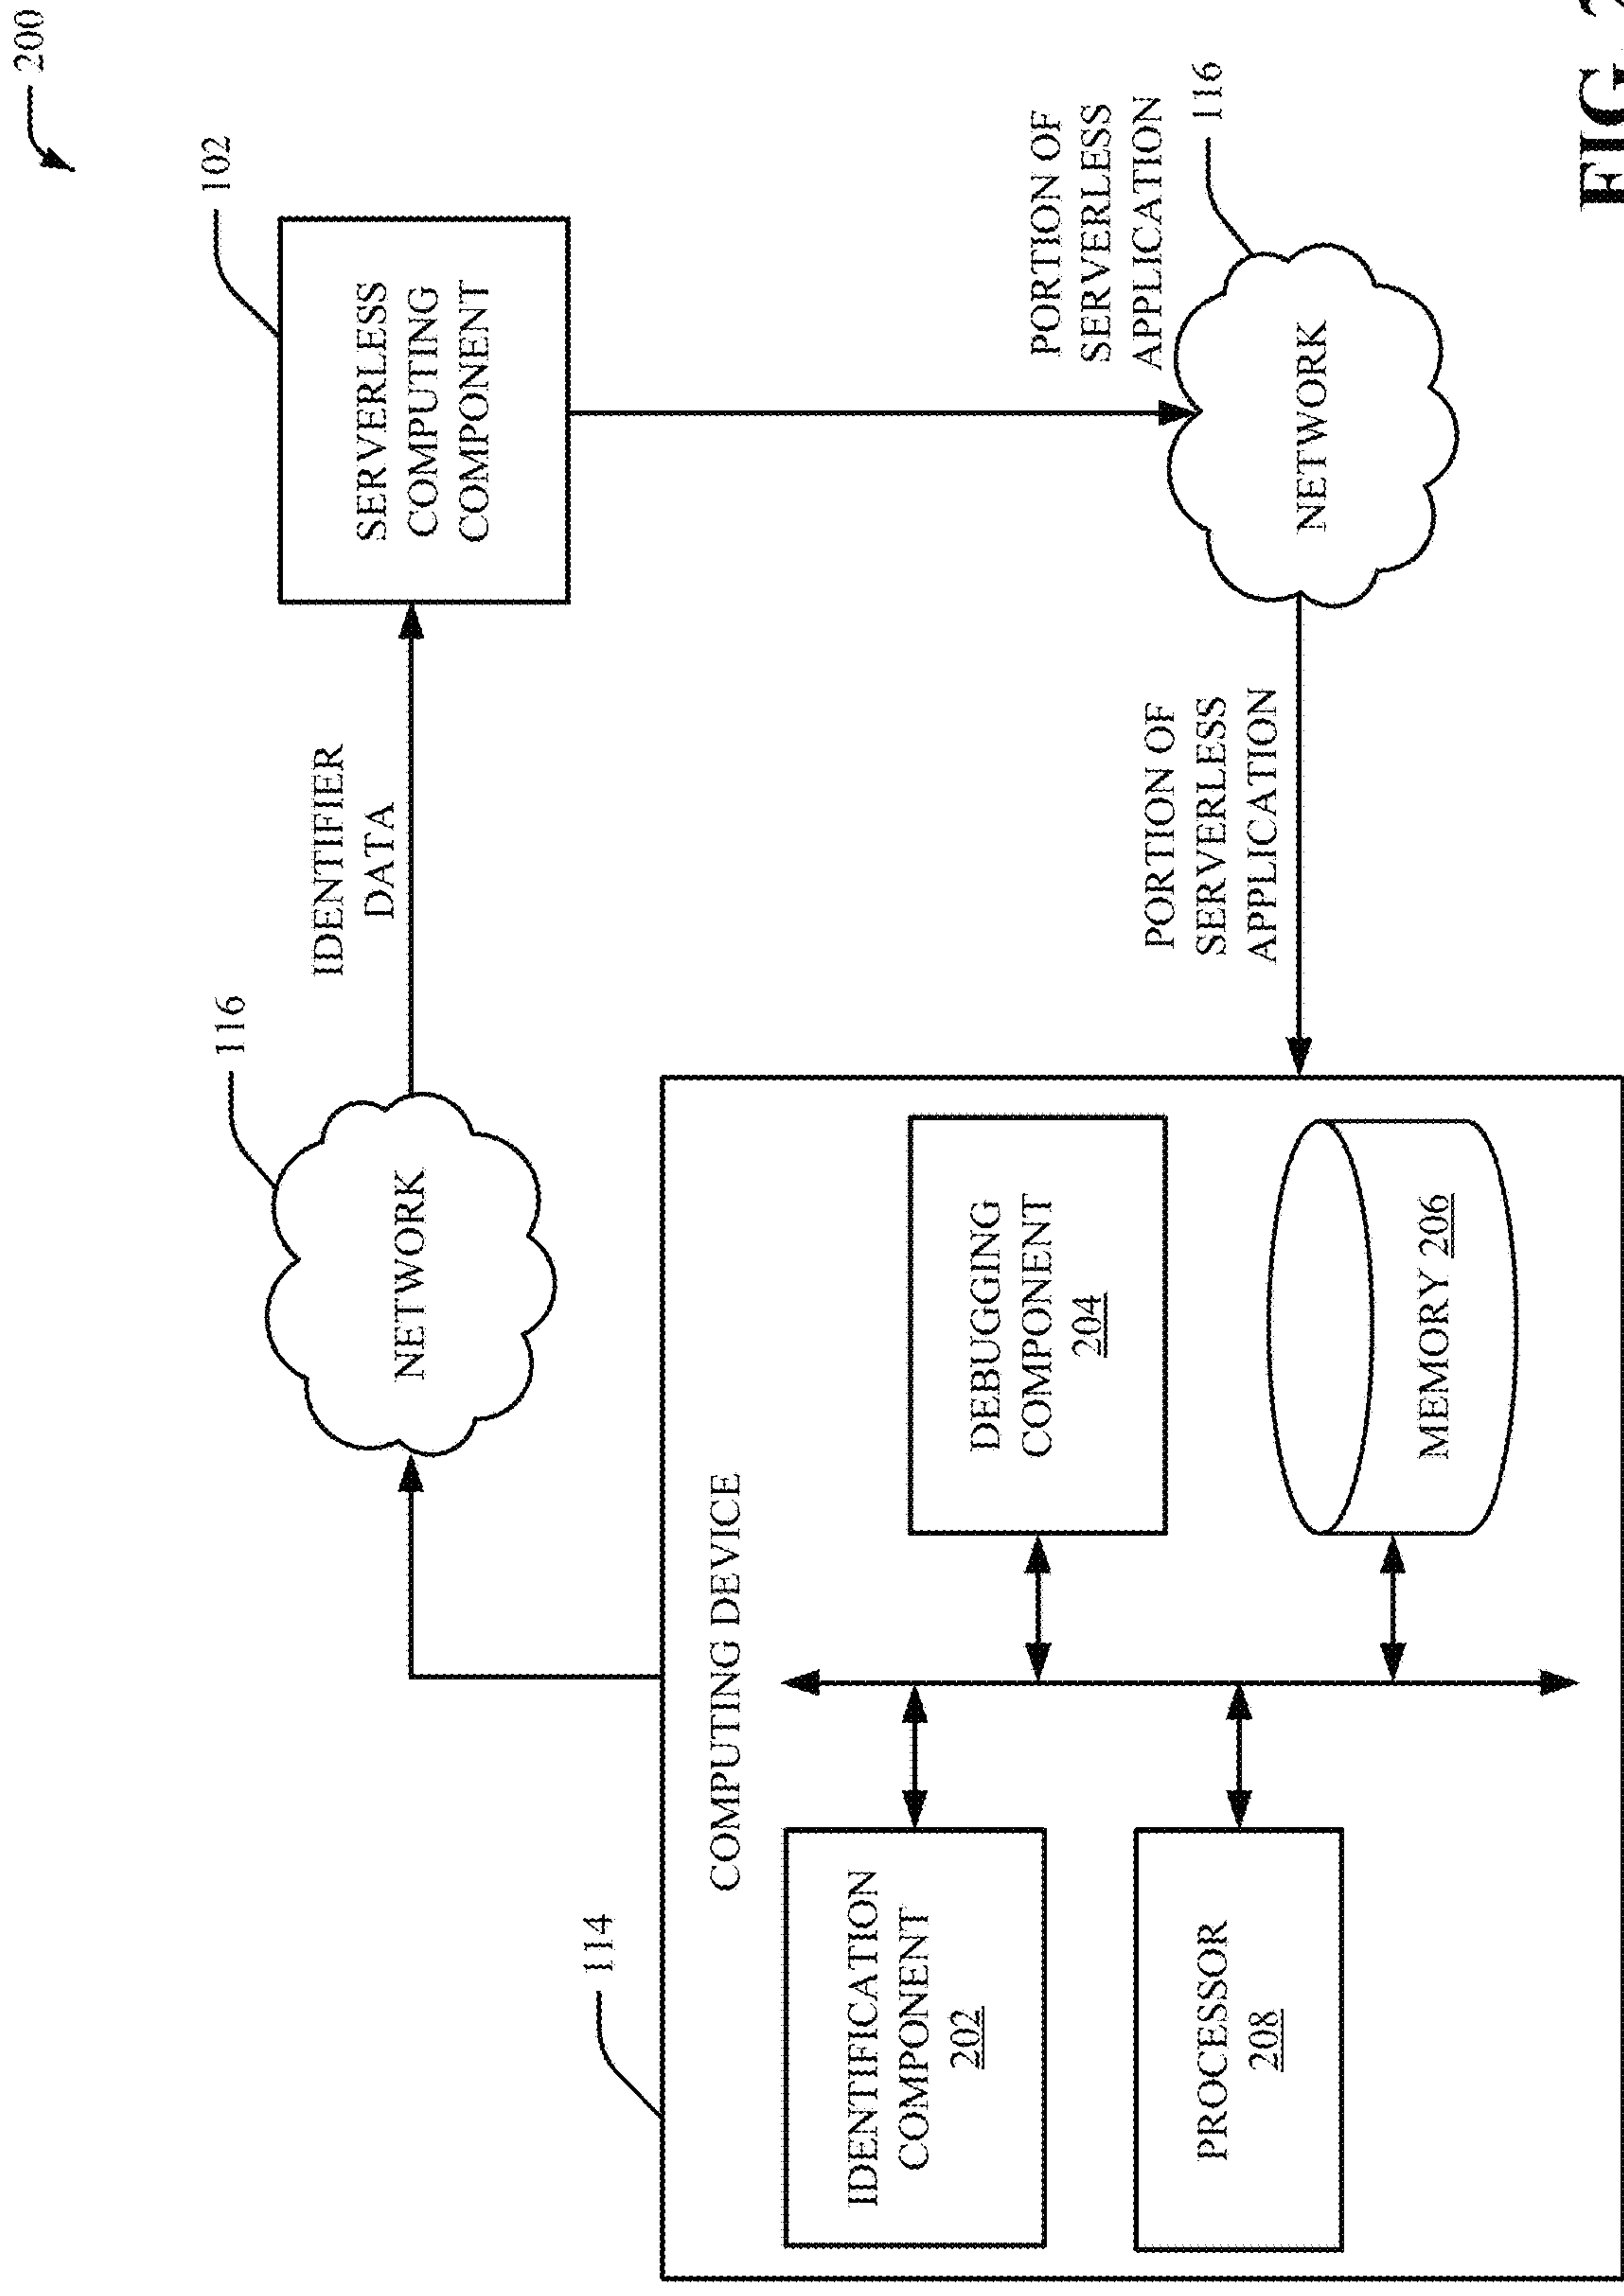 200
102
SERVERLESS
COMPUTING
COMPONENT
IDENTIFIER
DATA
116
NETWORK
PORTION OF
SERVERLESS
APPLICATION
116
NETWORK
PORTION OF
SERVERLESS
APPLICATION
114
COMPUTING DEVICE
IDENTIFICATION
COMPONENT
202
DEBUGGING
COMPONENT
204
PROCESSOR
208
MEMORY 206
FIG. 2